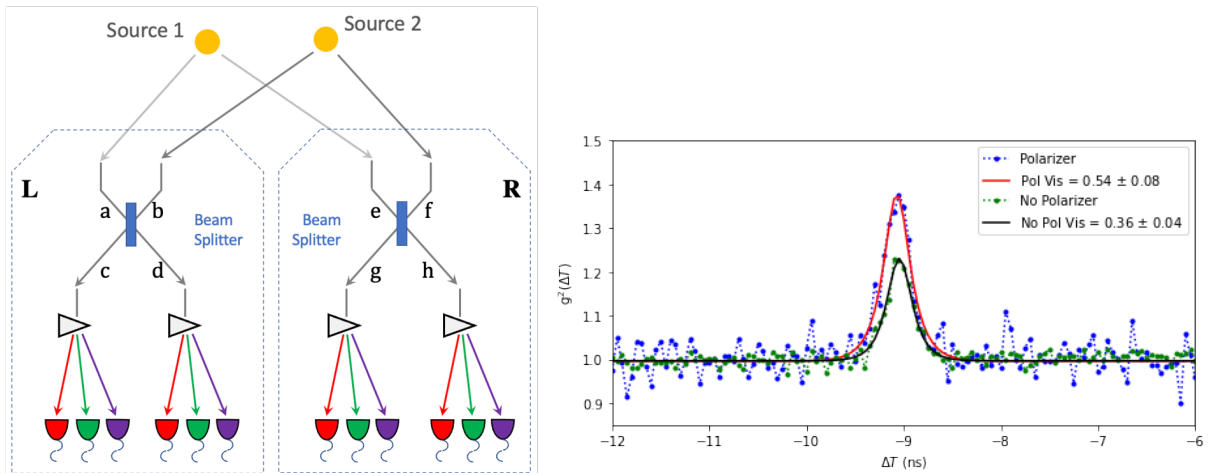 Source 1
Source 2
L
R
a
b
e
f
Beam
Splitter
Beam
Splitter
c
d
g
h
1.5
1.4
1.3
1.2
1.1
1.0
0.9
g²(ΔT)
Polarizer
Pol Vis = 0.54 ± 0.08
No Polarizer
No Pol Vis = 0.36 ± 0.04
−12
−11
−10
−9
−8
−7
−6
ΔT (ns)